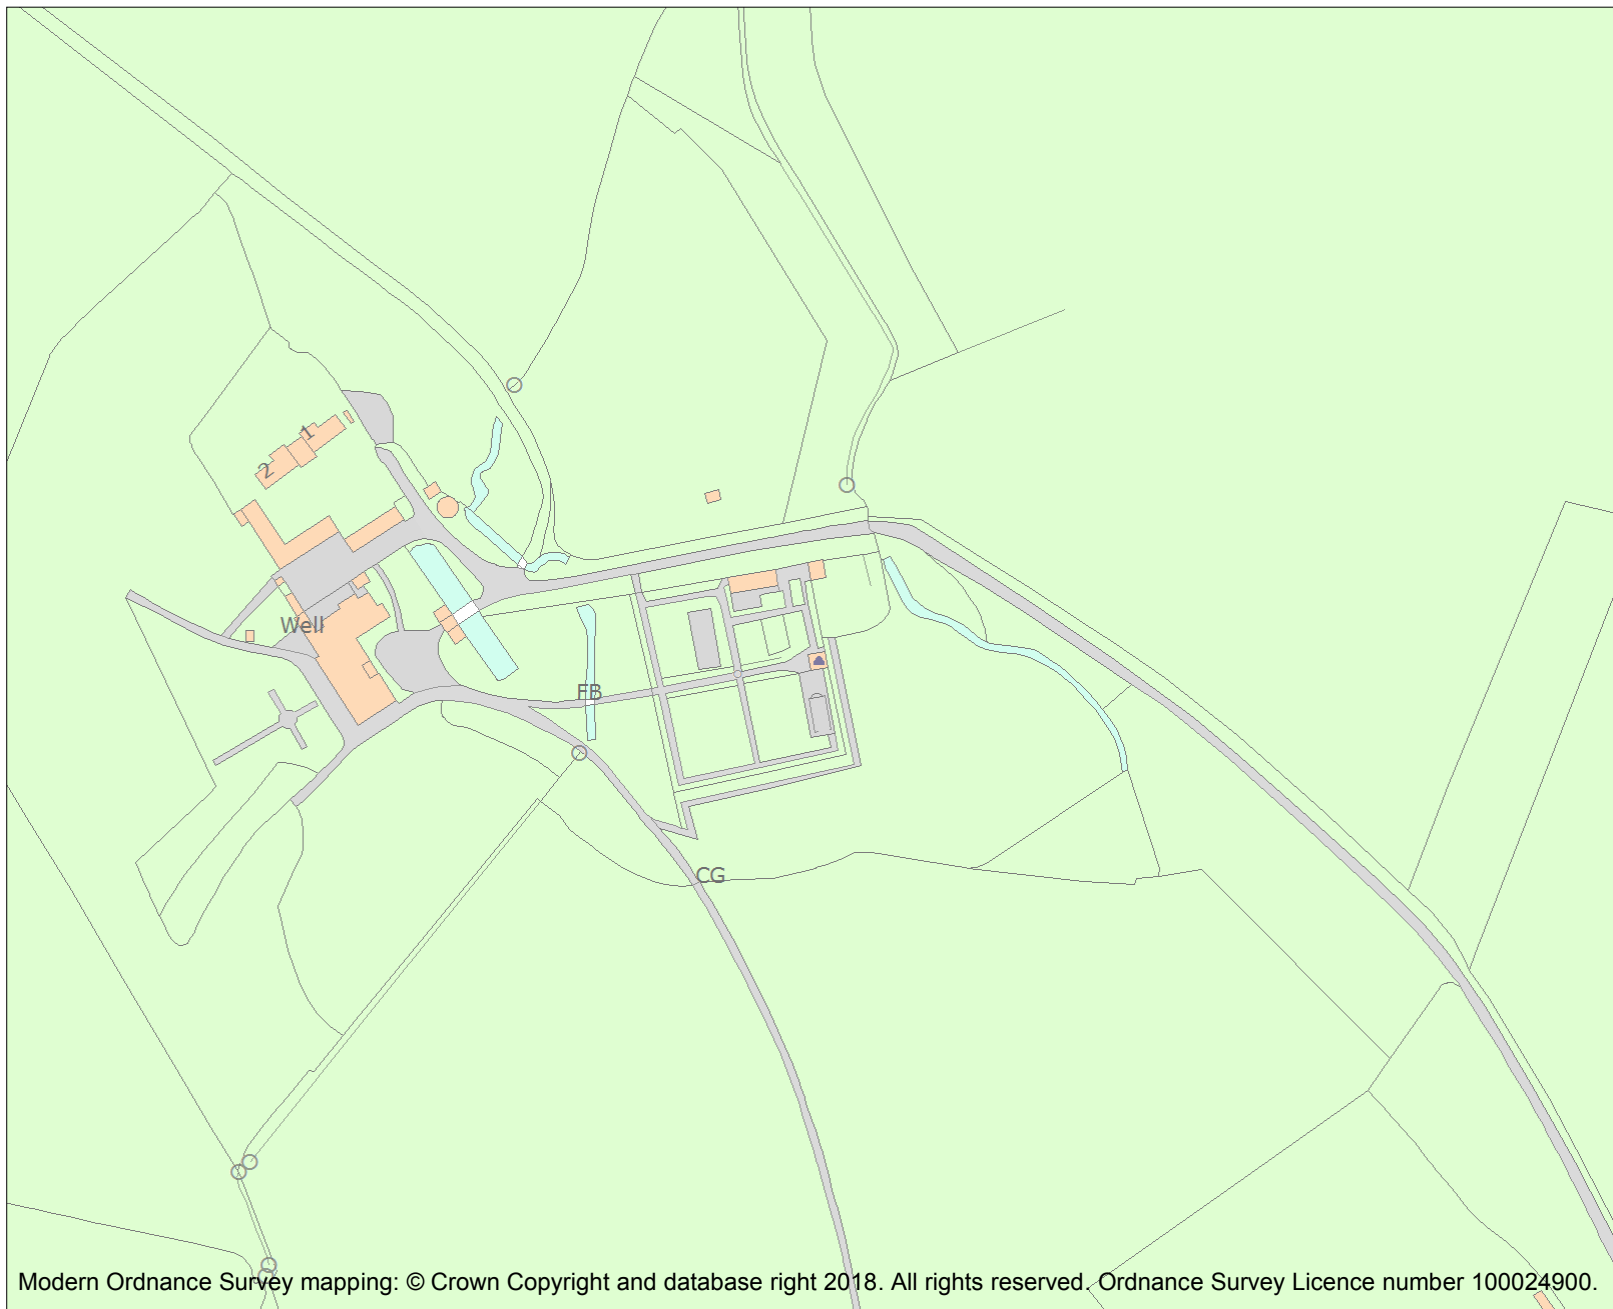 1
2
Well
FB
CG
Modern Ordnance Survey mapping: © Crown Copyright and database right 2018. All rights reserved. Ordnance Survey Licence number 100024900.